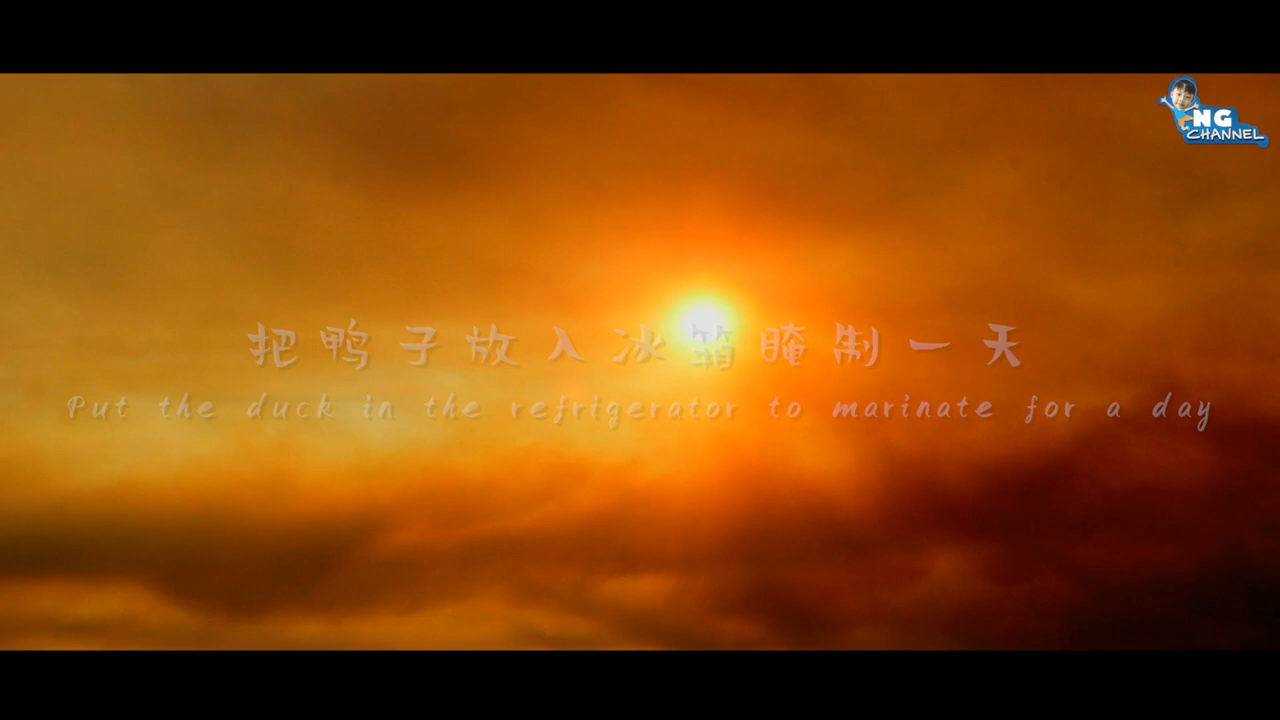 NG
CHANNEL
把鸭子放入冰箱腌制一天
Put the duck in the refrigerator to marinate for a day